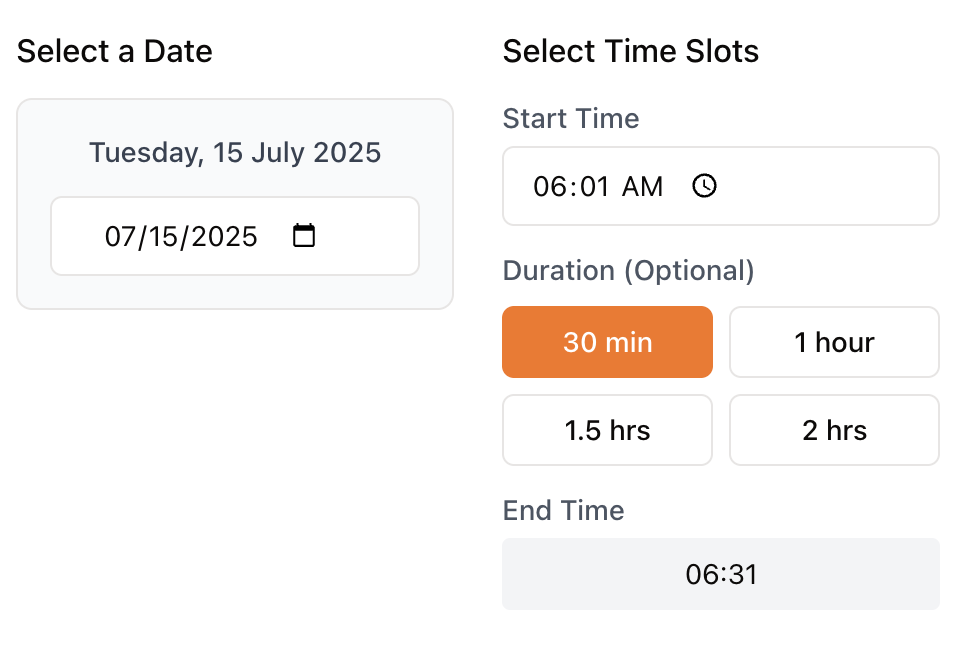 Select a Date
Tuesday, 15 July 2025
07/15/2025
Select Time Slots
Start Time
06:01 AM
Duration (Optional)
30 min
1 hour
1.5 hrs
2 hrs
End Time
06:31